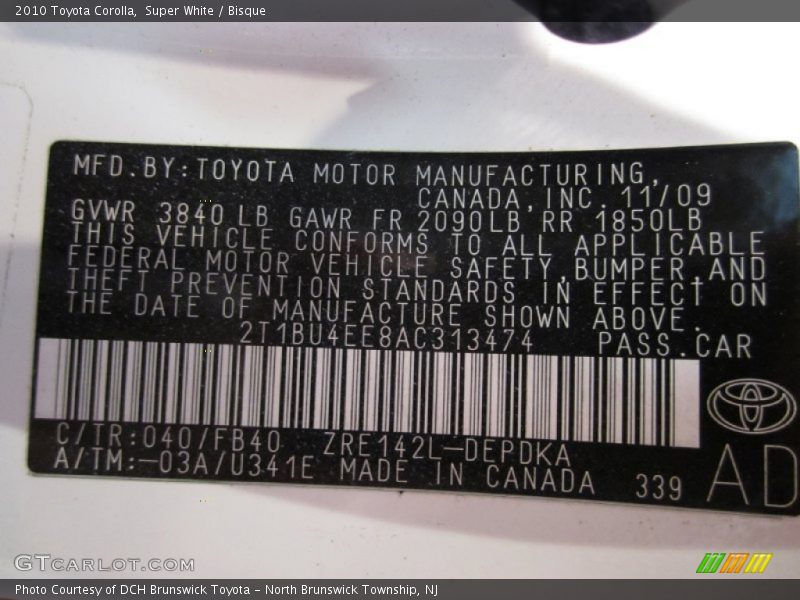 2010 Toyota Corolla, Super White / Bisque
MFD.BY:TOYOTA MOTOR MANUFACTURING,
CANADA,INC. 11/09
GVWR 3840 LB GAWR FR 2090LB RR 1850LB
THIS VEHICLE CONFORMS TO ALL APPLICABLE
FEDERAL MOTOR VEHICLE SAFETY,BUMPER,AND
THEFT PREVENTION STANDARDS IN EFFECT ON
THE DATE OF MANUFACTURE SHOWN ABOVE.
2T1BU4EE8AC313474 PASS.CAR
C/TR:040/FB40 ZRE142L-DEPDKA
A/TM:-03A/U341E MADE IN CANADA 339 AD
GTCARLOT.COM
Photo Courtesy of DCH Brunswick Toyota - North Brunswick Township, NJ